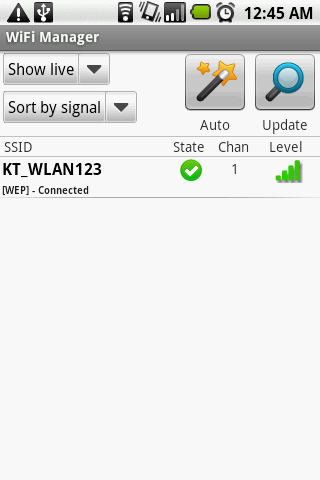 12:45 AM
WiFi Manager
Show live
Sort by signal
Auto
Update
SSID State Chan Level
KT_WLAN123 1
[WEP] - Connected